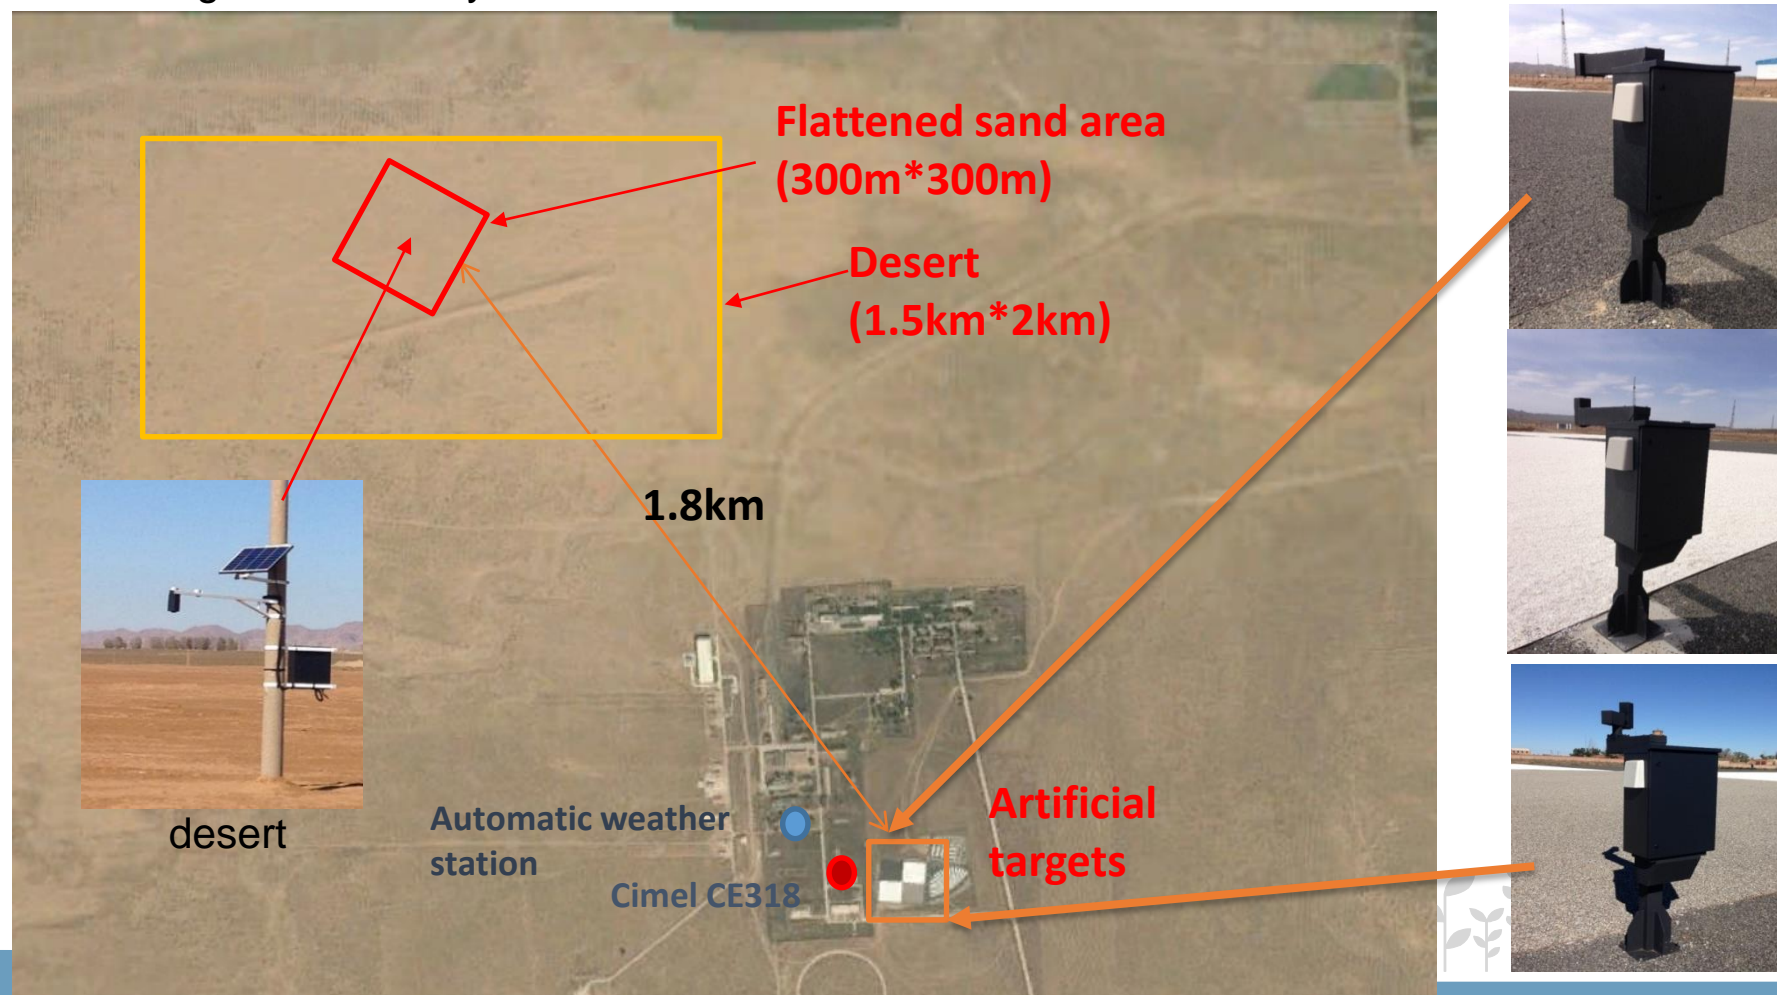 Flattened sand area
(300m*300m)
Desert
(1.5km*2km)
1.8km
desert
Automatic weather
station
Cimel CE318
Artificial
targets